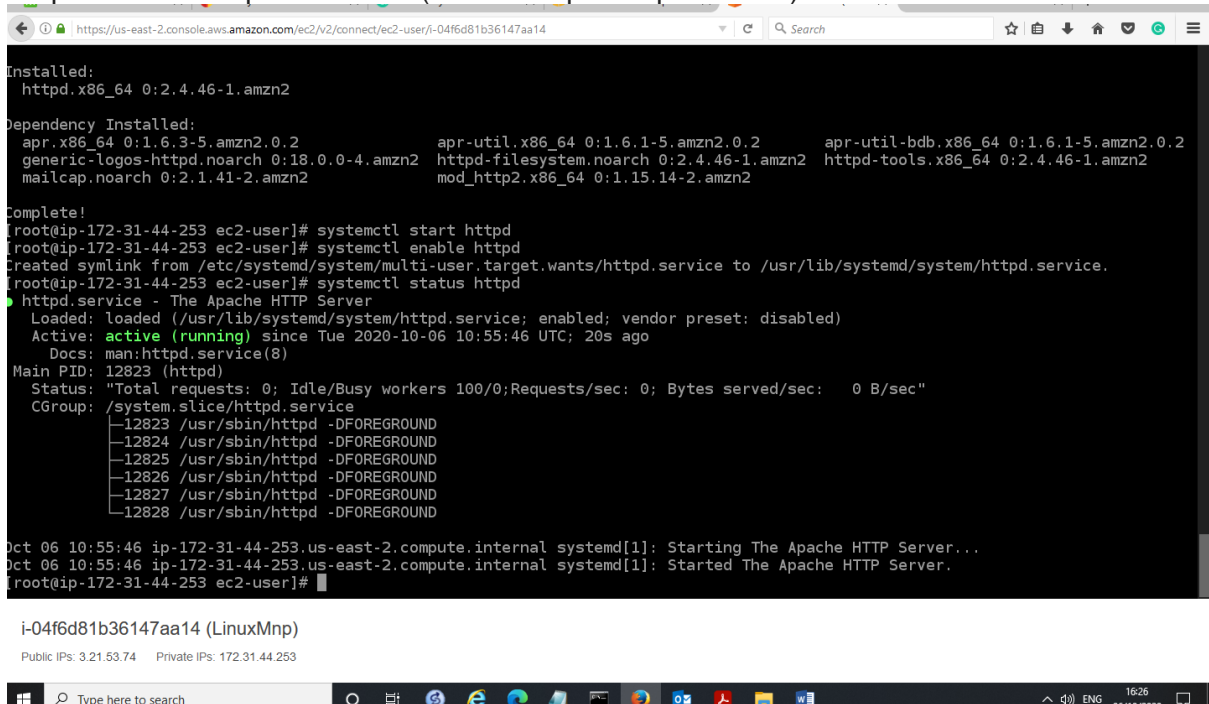 https://us-east-2.console.aws.amazon.com/ec2/v2/connect/ec2-user/i-04f6d81b36147aa14
Search
Installed:
httpd.x86_64 0:2.4.46-1.amzn2
Dependency Installed:
apr.x86_64 0:1.6.3-5.amzn2.0.2 apr-util.x86_64 0:1.6.1-5.amzn2.0.2 apr-util-bdb.x86_64 0:1.6.1-5.amzn2.0.2
generic-logos-httpd.noarch 0:18.0.0-4.amzn2 httpd-filesystem.noarch 0:2.4.46-1.amzn2 httpd-tools.x86_64 0:2.4.46-1.amzn2
mailcap.noarch 0:2.1.41-2.amzn2 mod_http2.x86_64 0:1.15.14-2.amzn2
Complete!
[root@ip-172-31-44-253 ec2-user]# systemctl start httpd
[root@ip-172-31-44-253 ec2-user]# systemctl enable httpd
Created symlink from /etc/systemd/system/multi-user.target.wants/httpd.service to /usr/lib/systemd/system/httpd.service.
[root@ip-172-31-44-253 ec2-user]# systemctl status httpd
● httpd.service - The Apache HTTP Server
Loaded: loaded (/usr/lib/systemd/system/httpd.service; enabled; vendor preset: disabled)
Active: active (running) since Tue 2020-10-06 10:55:46 UTC; 20s ago
Docs: man:httpd.service(8)
Main PID: 12823 (httpd)
Status: "Total requests: 0; Idle/Busy workers 100/0;Requests/sec: 0; Bytes served/sec:   0 B/sec"
CGroup: /system.slice/httpd.service
├─12823 /usr/sbin/httpd -DFOREGROUND
├─12824 /usr/sbin/httpd -DFOREGROUND
├─12825 /usr/sbin/httpd -DFOREGROUND
├─12826 /usr/sbin/httpd -DFOREGROUND
├─12827 /usr/sbin/httpd -DFOREGROUND
└─12828 /usr/sbin/httpd -DFOREGROUND
Oct 06 10:55:46 ip-172-31-44-253.us-east-2.compute.internal systemd[1]: Starting The Apache HTTP Server...
Oct 06 10:55:46 ip-172-31-44-253.us-east-2.compute.internal systemd[1]: Started The Apache HTTP Server.
[root@ip-172-31-44-253 ec2-user]#
i-04f6d81b36147aa14 (LinuxMnp)
Public IPs: 3.21.53.74 Private IPs: 172.31.44.253
Type here to search
ENG
16:26